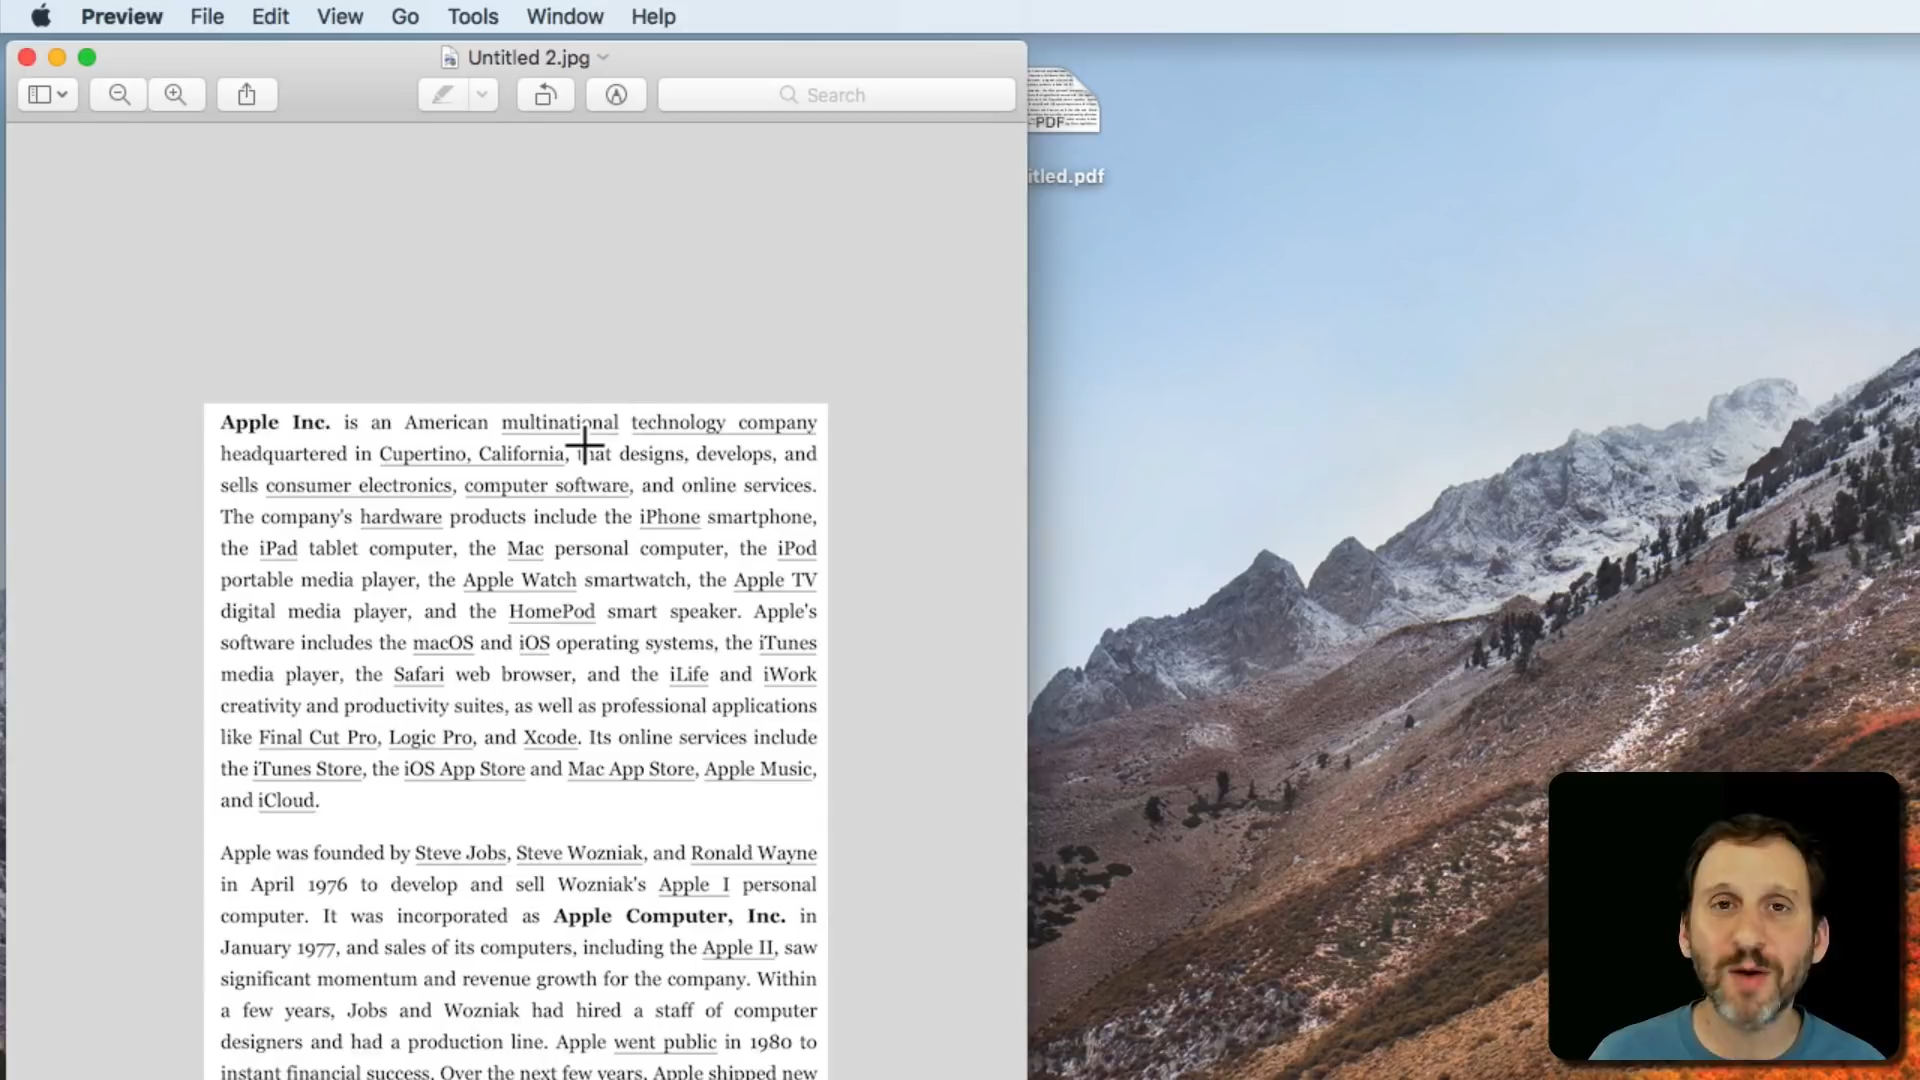 Preview File Edit View Go Tools Window Help
Untitled 2.jpg
Search
PDF
itled.pdf
Apple Inc. is an American multinational technology company
headquartered in Cupertino, California, that designs, develops, and
sells consumer electronics, computer software, and online services.
The company's hardware products include the iPhone smartphone,
the iPad tablet computer, the Mac personal computer, the iPod
portable media player, the Apple Watch smartwatch, the Apple TV
digital media player, and the HomePod smart speaker. Apple's
software includes the macOS and iOS operating systems, the iTunes
media player, the Safari web browser, and the iLife and iWork
creativity and productivity suites, as well as professional applications
like Final Cut Pro, Logic Pro, and Xcode. Its online services include
the iTunes Store, the iOS App Store and Mac App Store, Apple Music,
and iCloud.
Apple was founded by Steve Jobs, Steve Wozniak, and Ronald Wayne
in April 1976 to develop and sell Wozniak's Apple I personal
computer. It was incorporated as Apple Computer, Inc. in
January 1977, and sales of its computers, including the Apple II, saw
significant momentum and revenue growth for the company. Within
a few years, Jobs and Wozniak had hired a staff of computer
designers and had a production line. Apple went public in 1980 to
instant financial success. Over the next few years, Apple shipped new